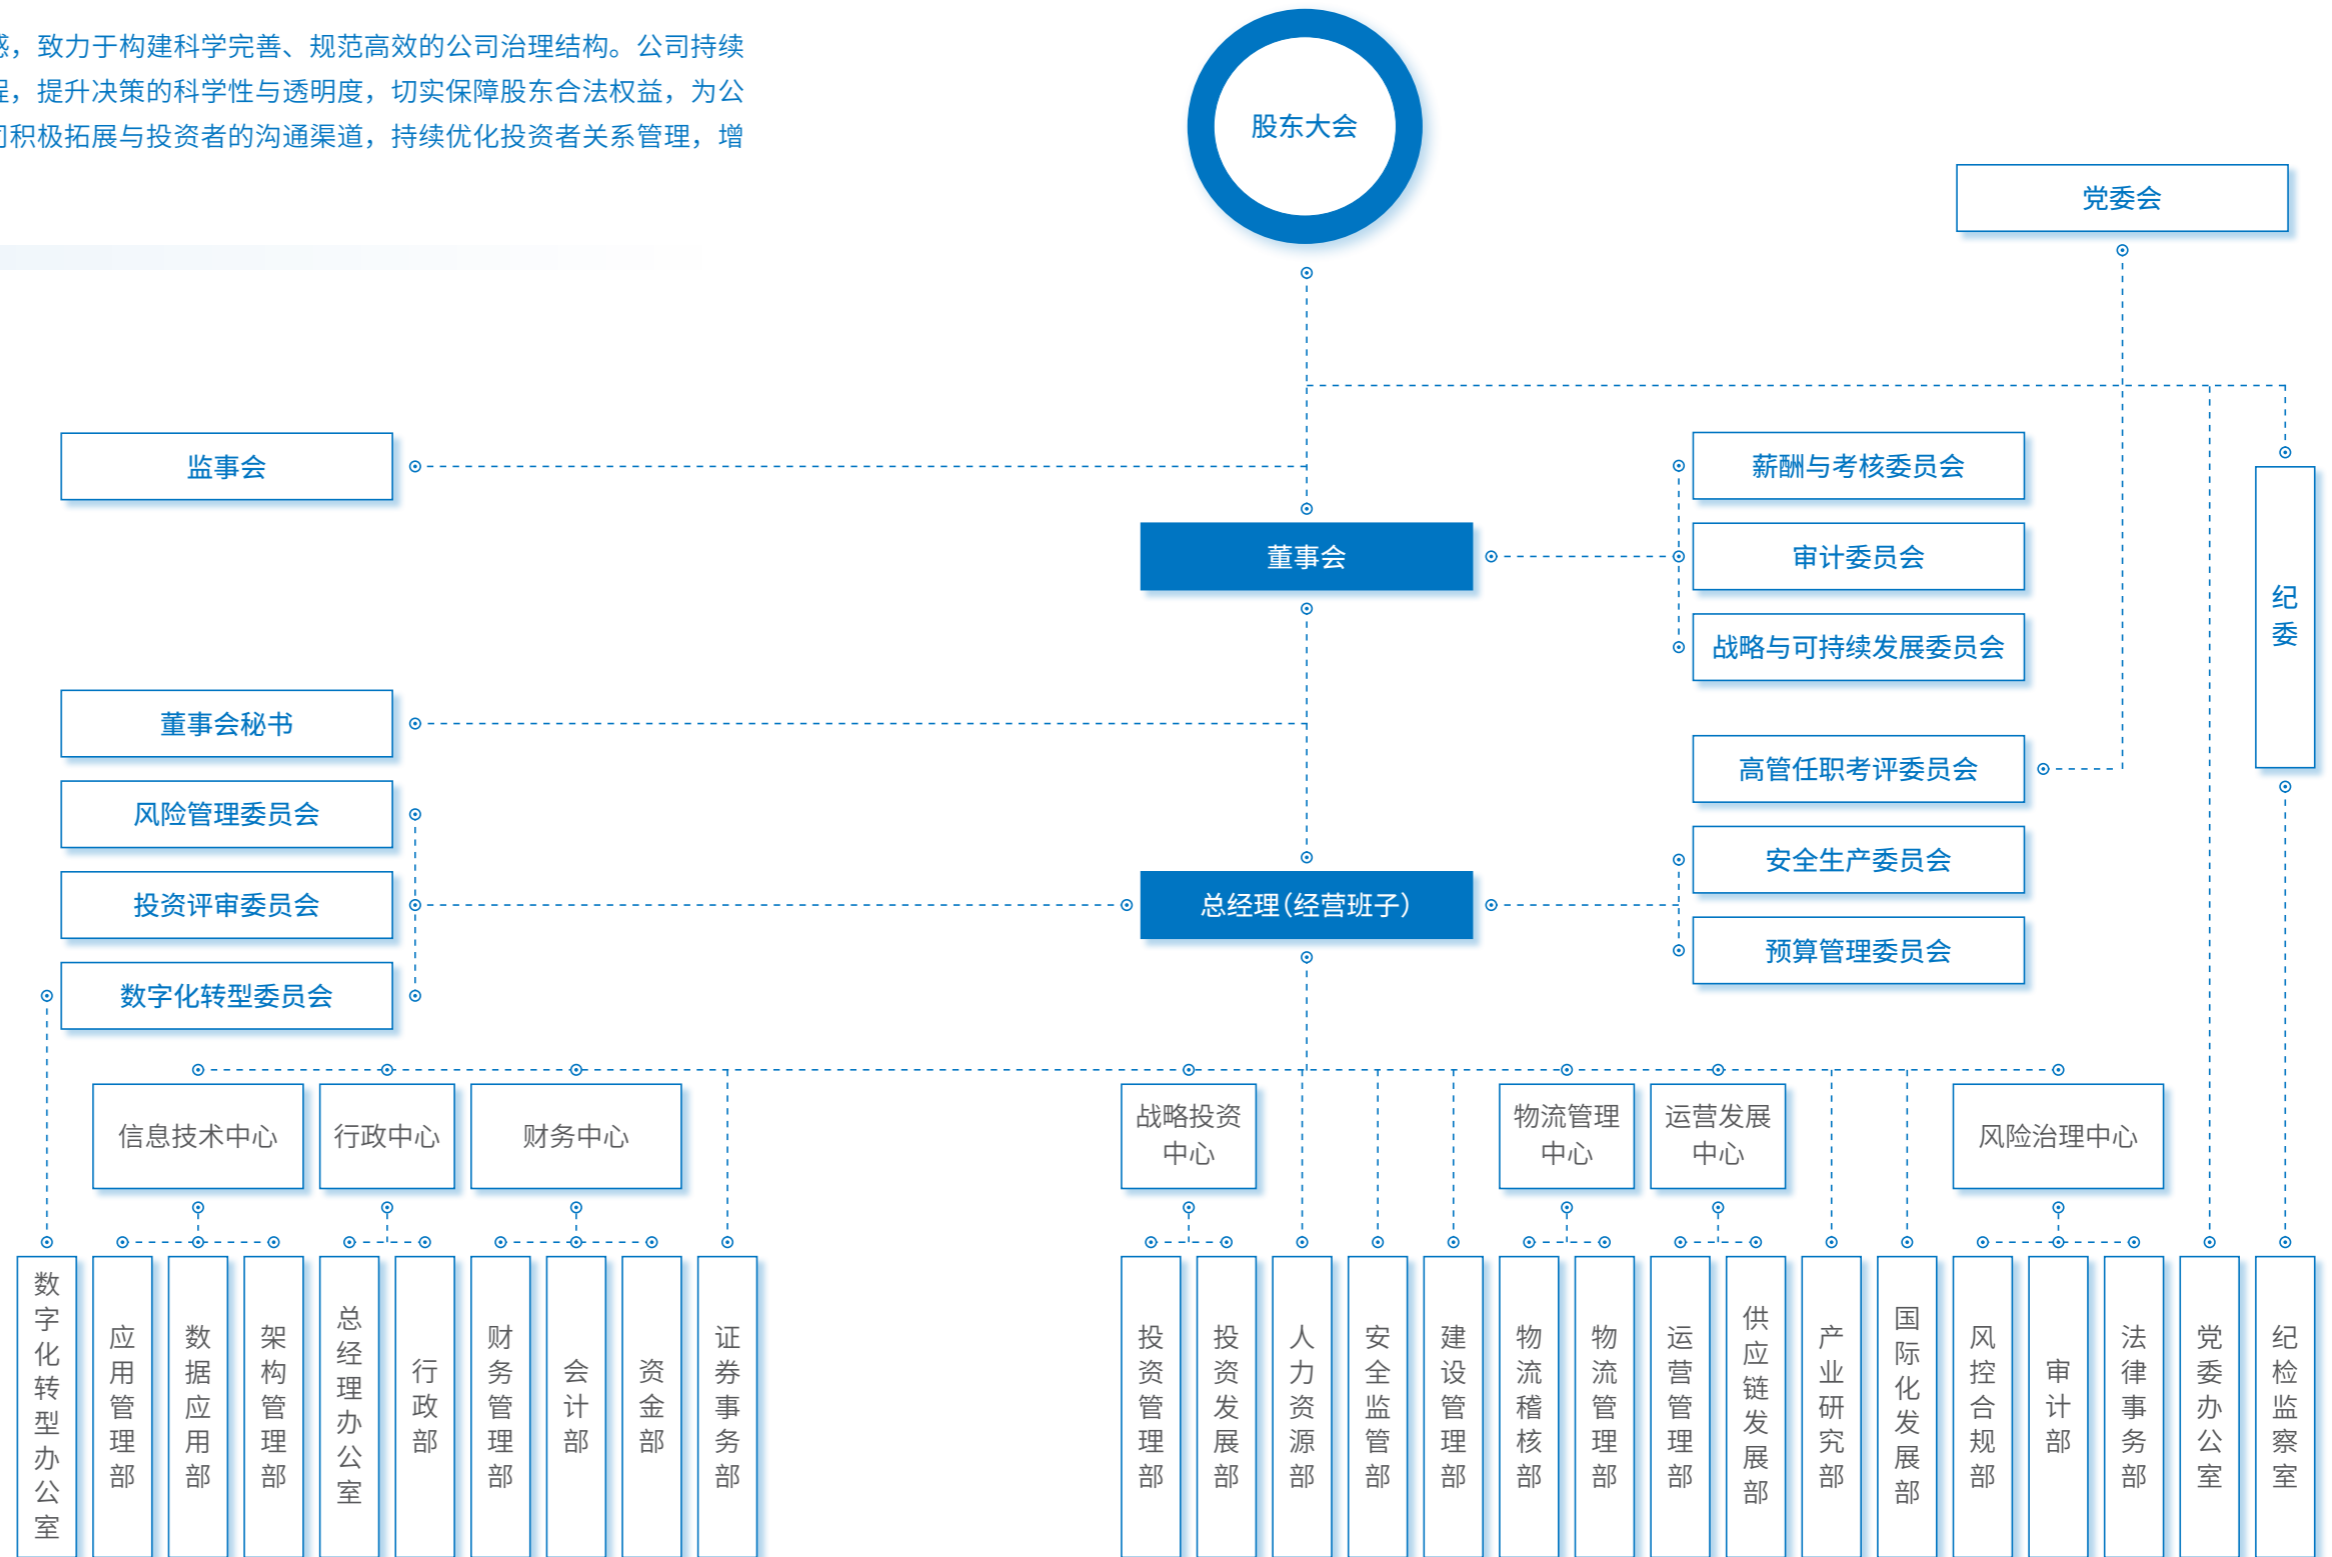 感，致力于构建科学完善、规范高效的公司治理结构。公司持续
程，提升决策的科学性与透明度，切实保障股东合法权益，为公
司积极拓展与投资者的沟通渠道，持续优化投资者关系管理，增
股东大会
党委会
监事会
薪酬与考核委员会
董事会
审计委员会
纪委
战略与可持续发展委员会
董事会秘书
高管任职考评委员会
风险管理委员会
安全生产委员会
投资评审委员会
总经理（经营班子）
预算管理委员会
数字化转型委员会
信息技术中心
行政中心
财务中心
战略投资
中心
物流管理
中心
运营发展
中心
风险治理中心
数字化转型办公室
应用管理部
数据应用部
架构管理部
总经理办公室
行政部
财务管理部
会计部
资金部
证券事务部
投资管理部
投资发展部
人力资源部
安全监管部
建设管理部
物流稽核部
物流管理部
运营管理部
供应链发展部
产业研究部
国际化发展部
风控合规部
审计部
法律事务部
党委办公室
纪检监察室